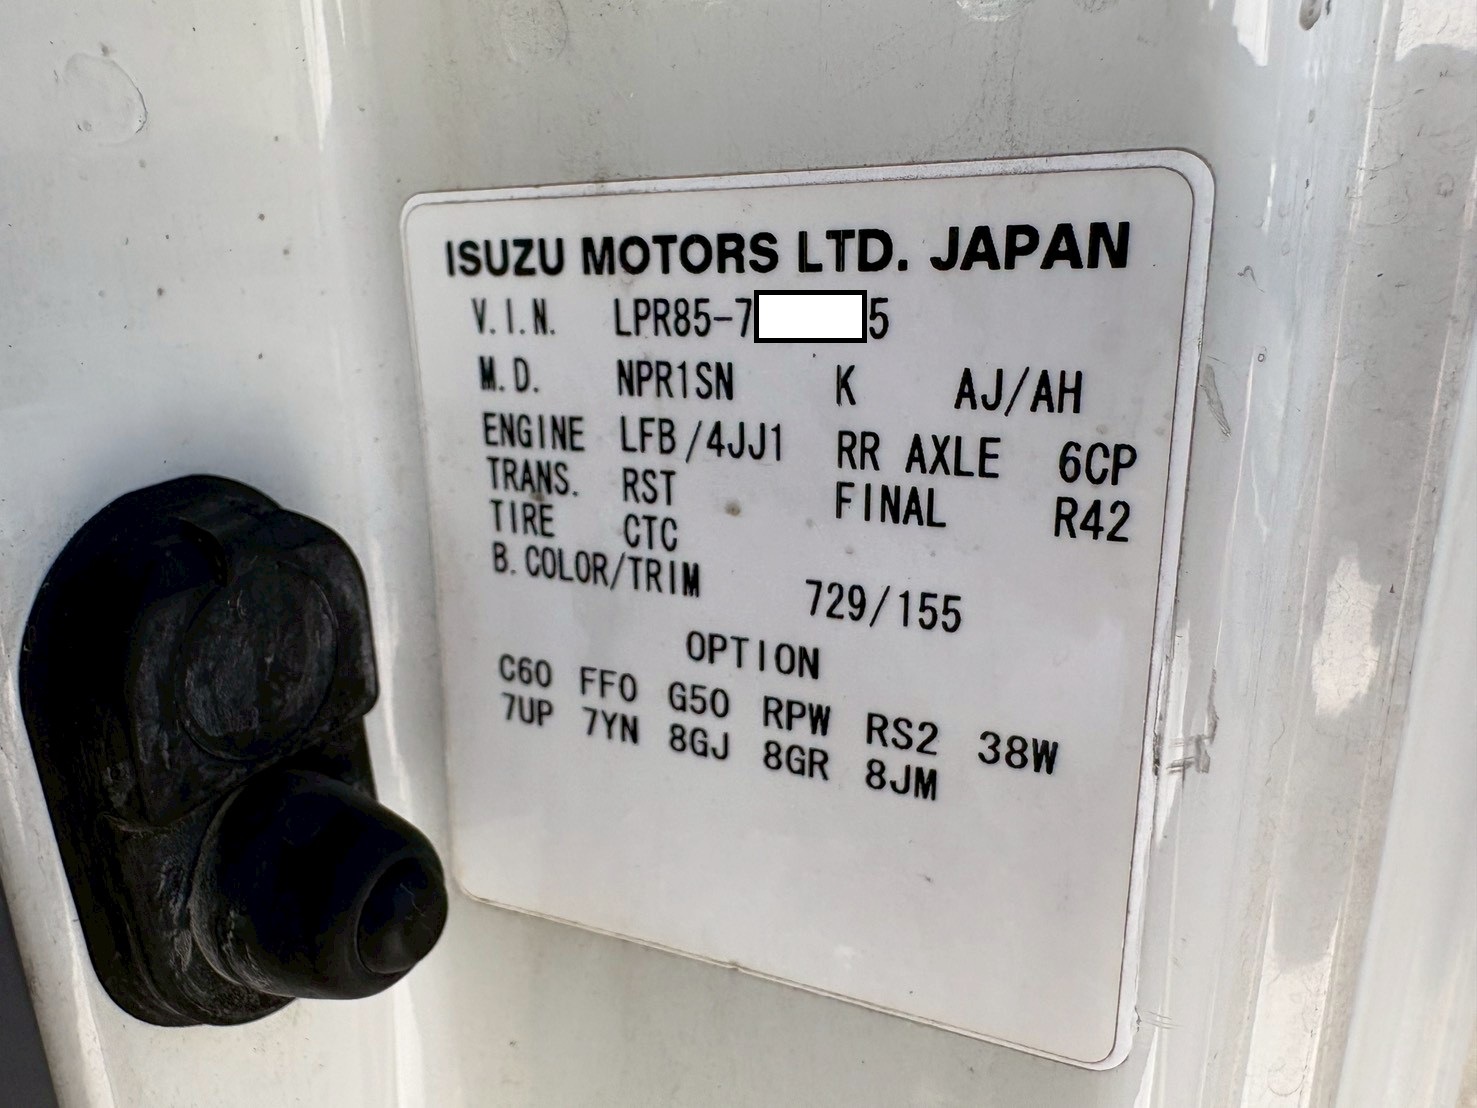 ISUZU MOTORS LTD. JAPAN
V.I.N. LPR85-7 5
M.D. NPR1SN K AJ/AH
ENGINE LFB/4JJ1 RR AXLE 6CP
TRANS. RST FINAL R42
TIRE CTC
B.COLOR/TRIM 729/155
OPTION
C60 FF0 G50 RPW RS2 38W
7UP 7YN 8GJ 8GR 8JM